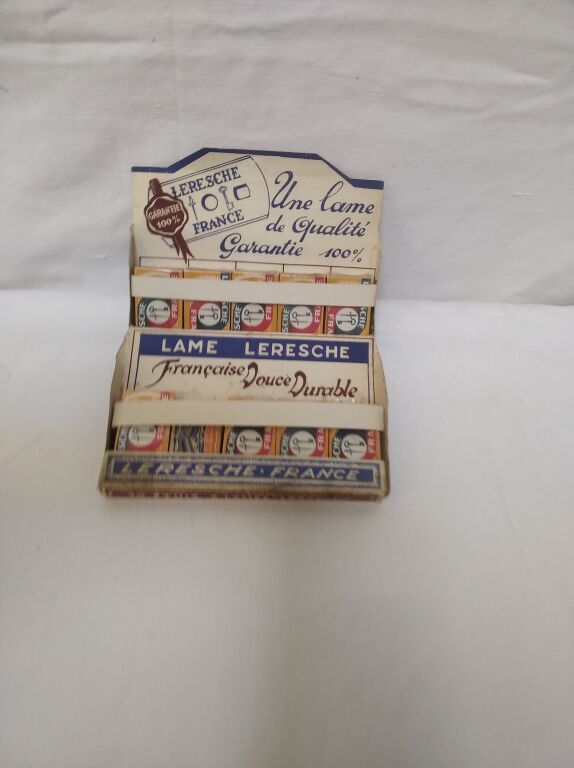 LERESCHE
FRANCE
GARANTIE
100%
Une lame
de Qualité
Garantie 100%
LAME LERESCHE
Française Douce Durable
LERESCHE · FRANCE